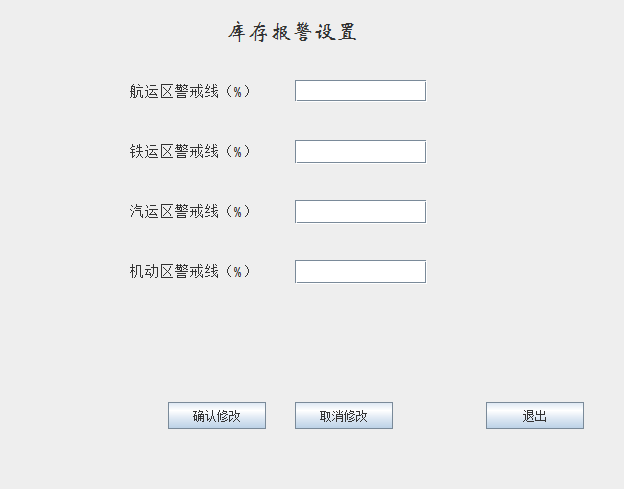 库存报警设置
航运区警戒线（%）
铁运区警戒线（%）
汽运区警戒线（%）
机动区警戒线（%）
确认修改 取消修改 退出